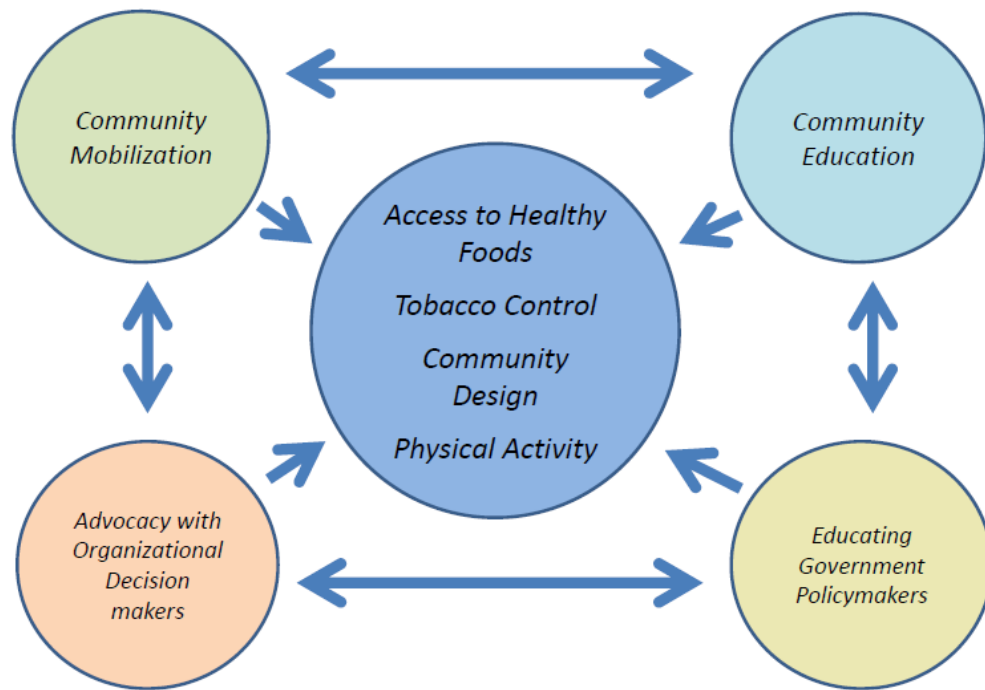 Community
Mobilization
Community
Education
Access to Healthy
Foods
Tobacco Control
Community
Design
Physical Activity
Advocacy with
Organizational
Decision
makers
Educating
Government
Policymakers